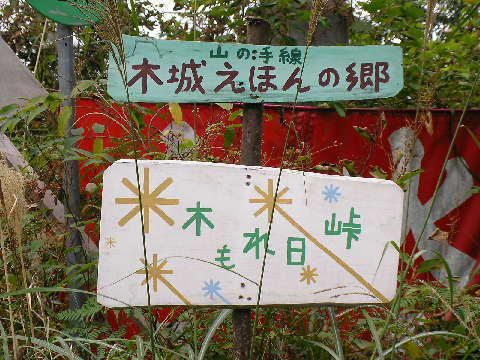 山の手線
木城えほんの郷
木もれ日峠